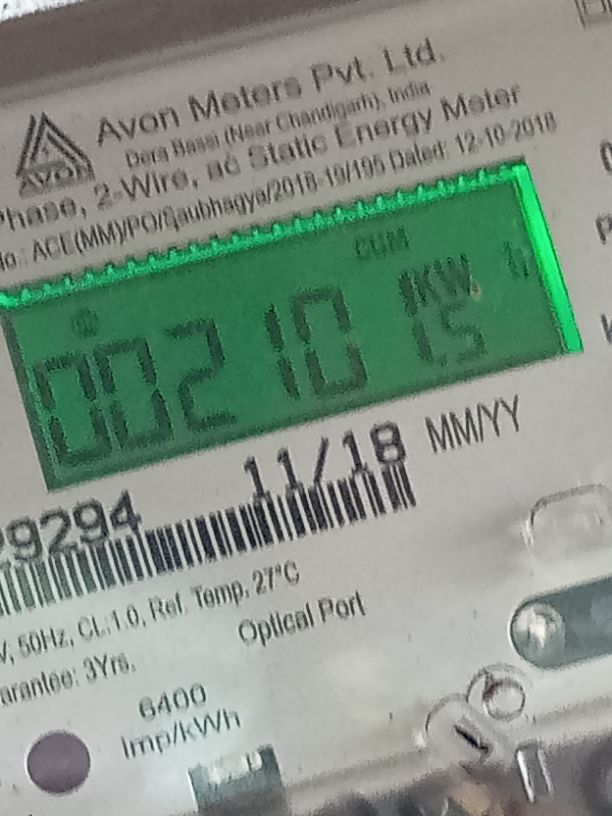 Avon Meters Pvt. Ltd.
AVON
Dera Bassi (Near Chandigarh), India
Phase, 2-Wire, ac Static Energy Meter
No.: ACE(MM)/PO/Saubhagya/2018-19/195 Dated: 12-10-2018
CUM
KW h
00210
29294
11/18 MM/YY
V, 50Hz, CL:1.0, Ref. Temp. 27°C
Optical Port
arantee: 3Yrs.
6400
Imp/kWh